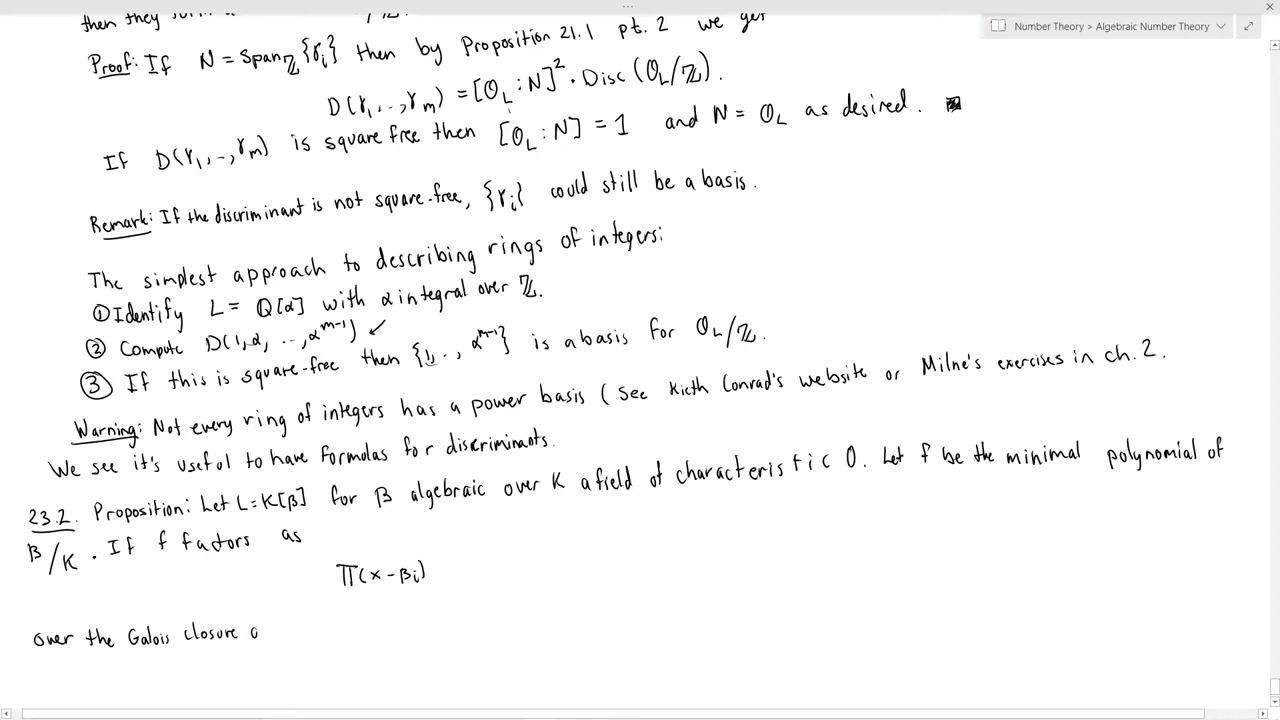 Number Theory > Algebraic Number Theory
then they
Proof: If N = Span_ℤ{γ_i} then by Proposition 21.1 pt. 2 we get
D(γ_1,..,γ_m) = [O_L : N]^2 · Disc(O_L/ℤ).
If D(γ_1,..,γ_m) is square free then [O_L : N] = 1 and N = O_L as desired.
Remark: If the discriminant is not square-free, {γ_i} could still be a basis.
The simplest approach to describing rings of integers:
① Identify L = Q[α] with α integral over ℤ.
② Compute D(1,α, ..,α^{m-1})
③ If this is square-free then {1,..,α^{m-1}} is a basis for O_L/ℤ.
Warning: Not every ring of integers has a power basis (See Kieth Conrad's website or Milne's exercises in ch. 2.
We see it's useful to have formulas for discriminants.
23.2. Proposition: Let L=K[β] for β algebraic over K a field of characteristic 0. Let f be the minimal polynomial of
β/K. If f factors as
∏(x-β_i)
over the Galois closure